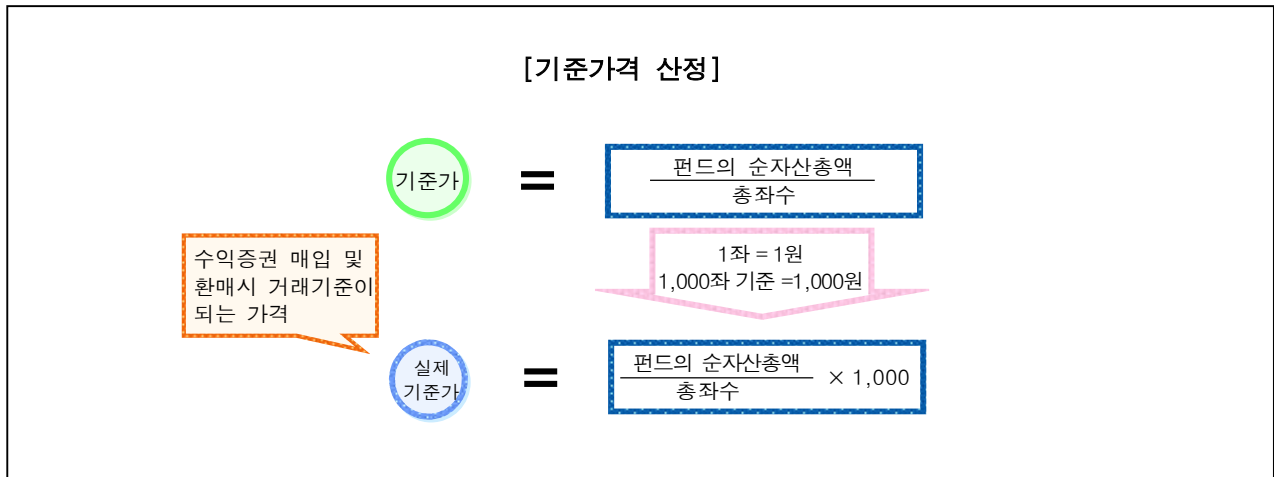 [기준가격 산정]
기준가
=
펀드의 순자산총액
총좌수
수익증권 매입 및
환매시 거래기준이
되는 가격
1좌 = 1원
1,000좌 기준 =1,000원
실제
기준가
=
펀드의 순자산총액
총좌수
× 1,000